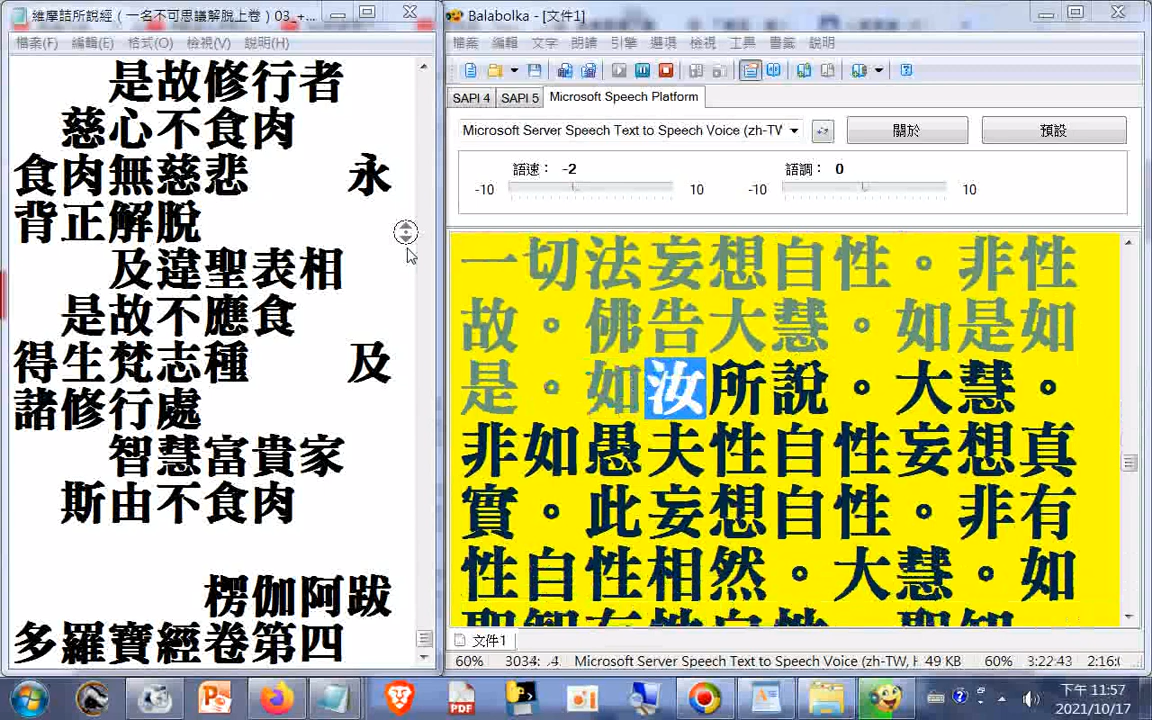 維摩詰所說經（一名不可思議解脫上卷）03_+...
檔案(F) 編輯(E) 格式(O) 檢視(V) 說明(H)
是故修行者
慈心不食肉
食肉無慈悲 永
背正解脫
及違聖表相
是故不應食
得生梵志種 及
諸修行處
智慧富貴家
斯由不食肉
楞伽阿跋
多羅寶經卷第四
Balabolka - [文件1]
檔案 編輯 文字 朗讀 引擎 選項 檢視 工具 書籤 說明
SAPI 4 SAPI 5 Microsoft Speech Platform
Microsoft Server Speech Text to Speech Voice (zh-TW
關於 預設
語速： -2 語調： 0
-10 10 -10 10
一切法妄想自性。非性
故。佛告大慧。如是如
是。如汝所說。大慧。
非如愚夫性自性妄想真
實。此妄想自性。非有
性自性相然。大慧。如
聖智有性自性。聖知
文件1
60% 3034: .4. Microsoft Server Speech Text to Speech Voice (zh-TW, H 49 KB 60% 3:22:43 2:16:
PDF
下午 11:57
2021/10/17